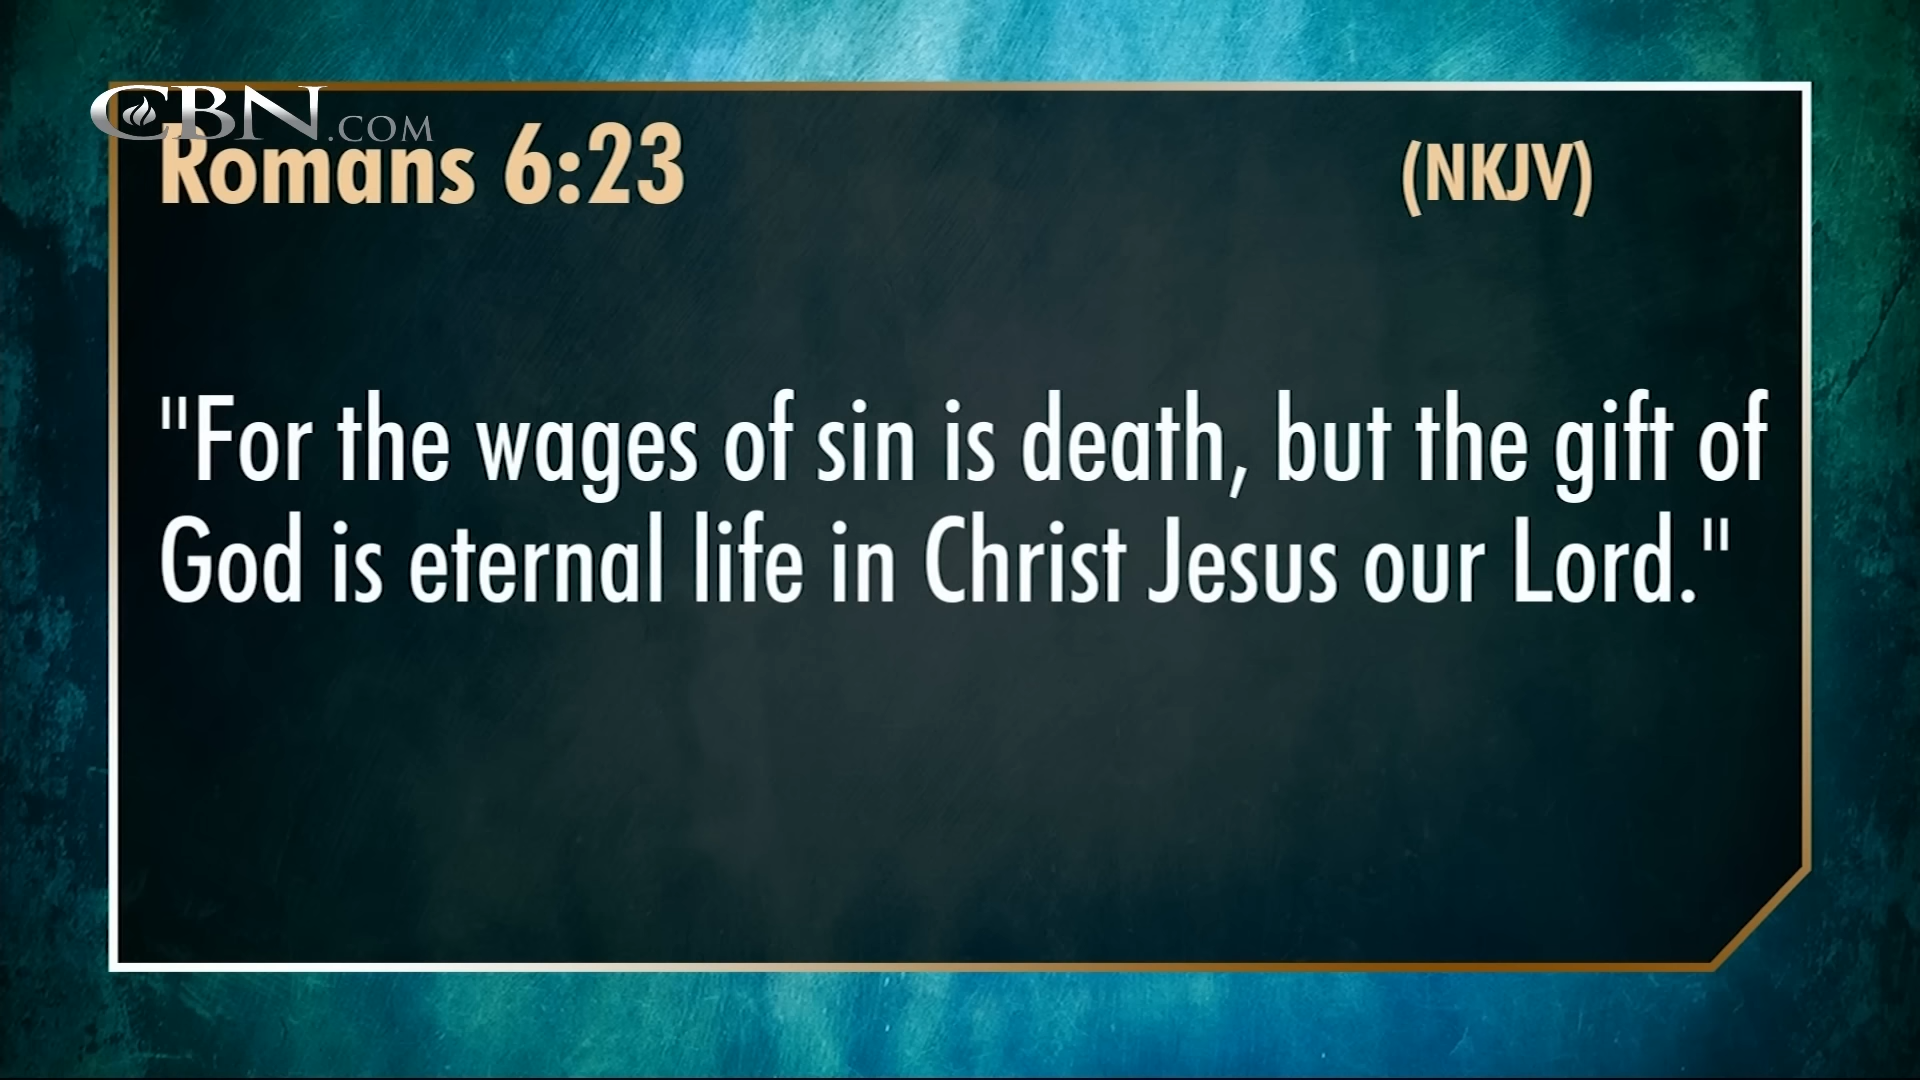 CBN.COM
Romans 6:23 (NKJV)
"For the wages of sin is death, but the gift of
God is eternal life in Christ Jesus our Lord."